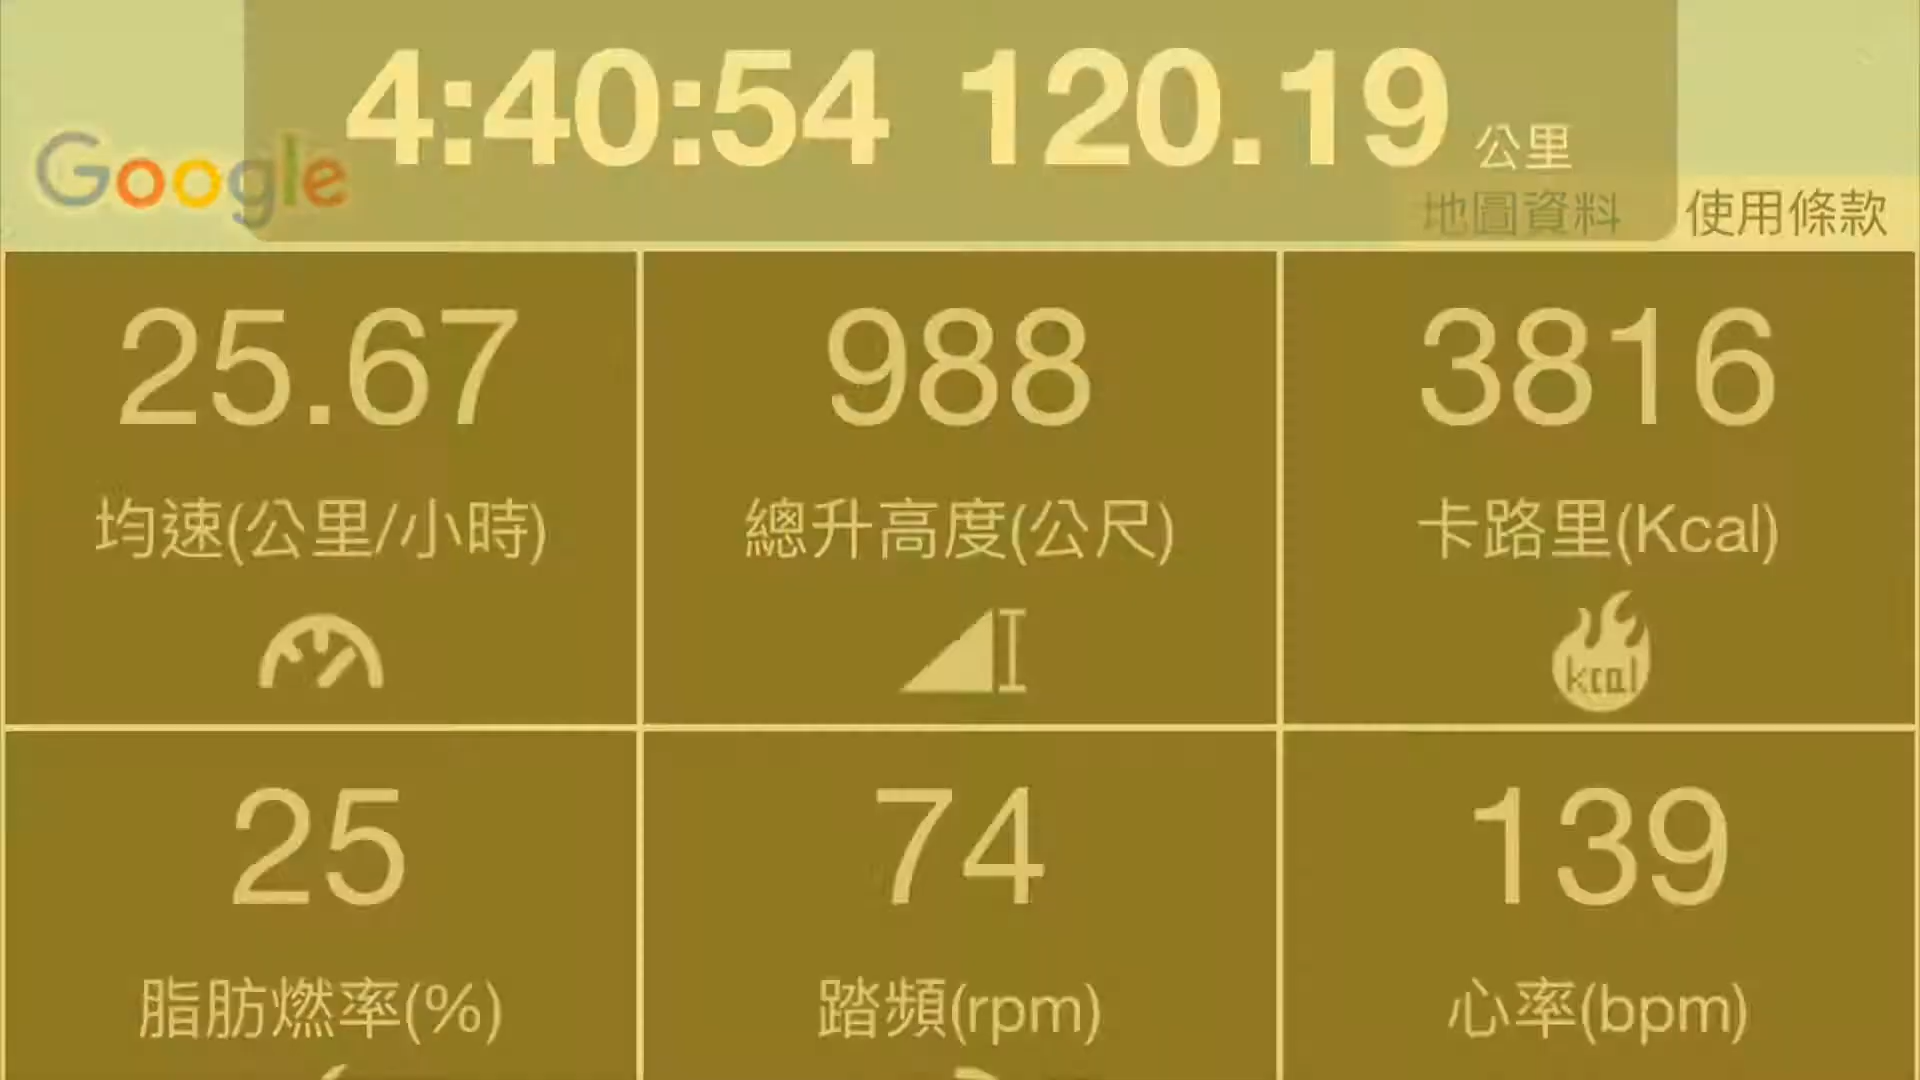 4:40:54 120.19 公里
Google
地圖資料 使用條款
25.67
均速(公里/小時)
988
總升高度(公尺)
3816
卡路里(Kcal)
kcal
25
脂肪燃率(%)
74
踏頻(rpm)
139
心率(bpm)